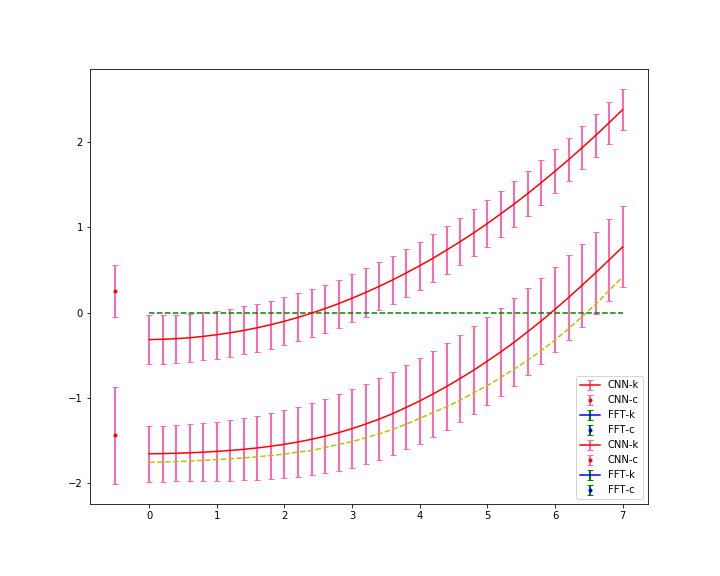 2
1
0
−1
−2
0 1 2 3 4 5 6 7
CNN-k
CNN-c
FFT-k
FFT-c
CNN-k
CNN-c
FFT-k
FFT-c